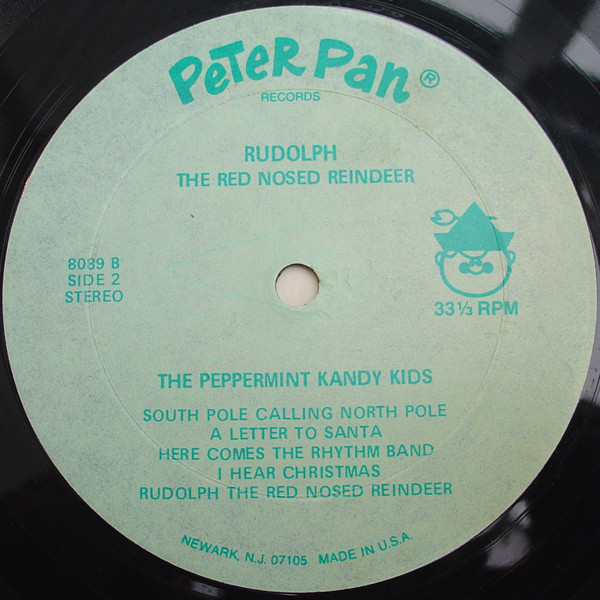 PeTeR Pan ®
RECORDS
RUDOLPH
THE RED NOSED REINDEER
8039 B
SIDE 2
STEREO
33⅓ RPM
THE PEPPERMINT KANDY KIDS
SOUTH POLE CALLING NORTH POLE
A LETTER TO SANTA
HERE COMES THE RHYTHM BAND
I HEAR CHRISTMAS
RUDOLPH THE RED NOSED REINDEER
NEWARK, N.J. 07105 MADE IN U.S.A.